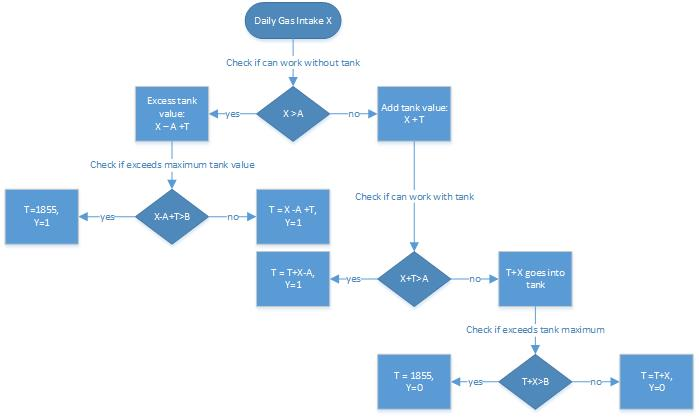 Daily Gas Intake X
Check if can work without tank
Excess tank
value:
X – A +T
yes
X >A
no
Add tank value:
X + T
Check if exceeds maximum tank value
Check if can work with tank
T=1855,
Y=1
yes
X-A+T>B
no
T = X -A +T,
Y=1
T = T+X-A,
Y=1
yes
X+T>A
no
T+X goes into
tank
Check if exceeds tank maximum
T = 1855,
Y=0
yes
T+X>B
no
T =T+X,
Y=0